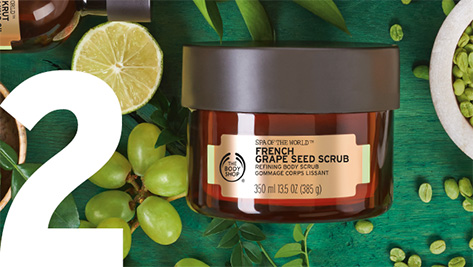 2
THE
BODY
SHOP
SPA OF THE WORLD™
FRENCH
GRAPE SEED SCRUB
REFINING BODY SCRUB
GOMMAGE CORPS LISSANT
350 ml 13.5 OZ (385 g)